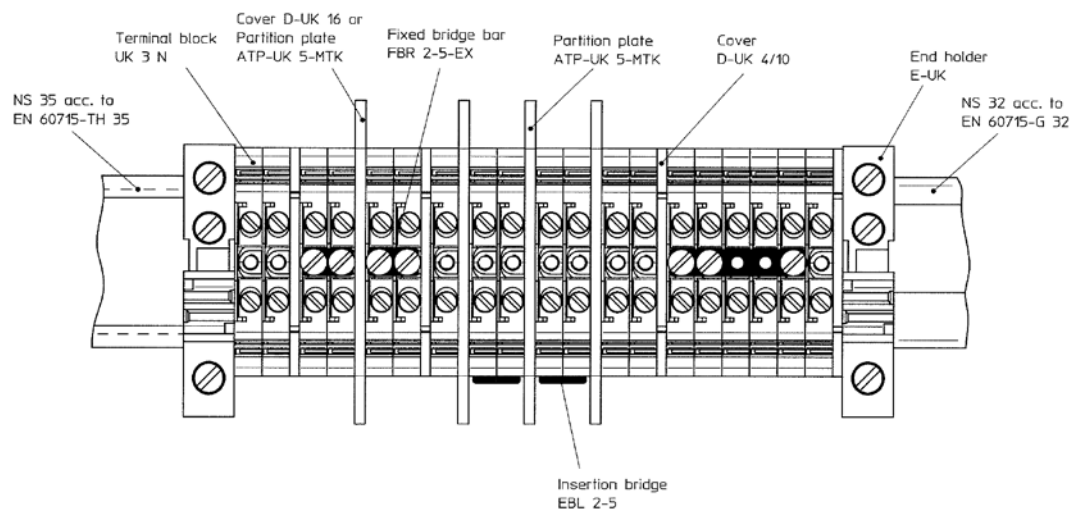 Cover D-UK 16 or
Partition plate
ATP-UK 5-MTK
Terminal block
UK 3 N
Fixed bridge bar
FBR 2-5-EX
Partition plate
ATP-UK 5-MTK
Cover
D-UK 4/10
End holder
E-UK
NS 35 acc. to
EN 60715-TH 35
NS 32 acc. to
EN 60715-G 32
Insertion bridge
EBL 2-5